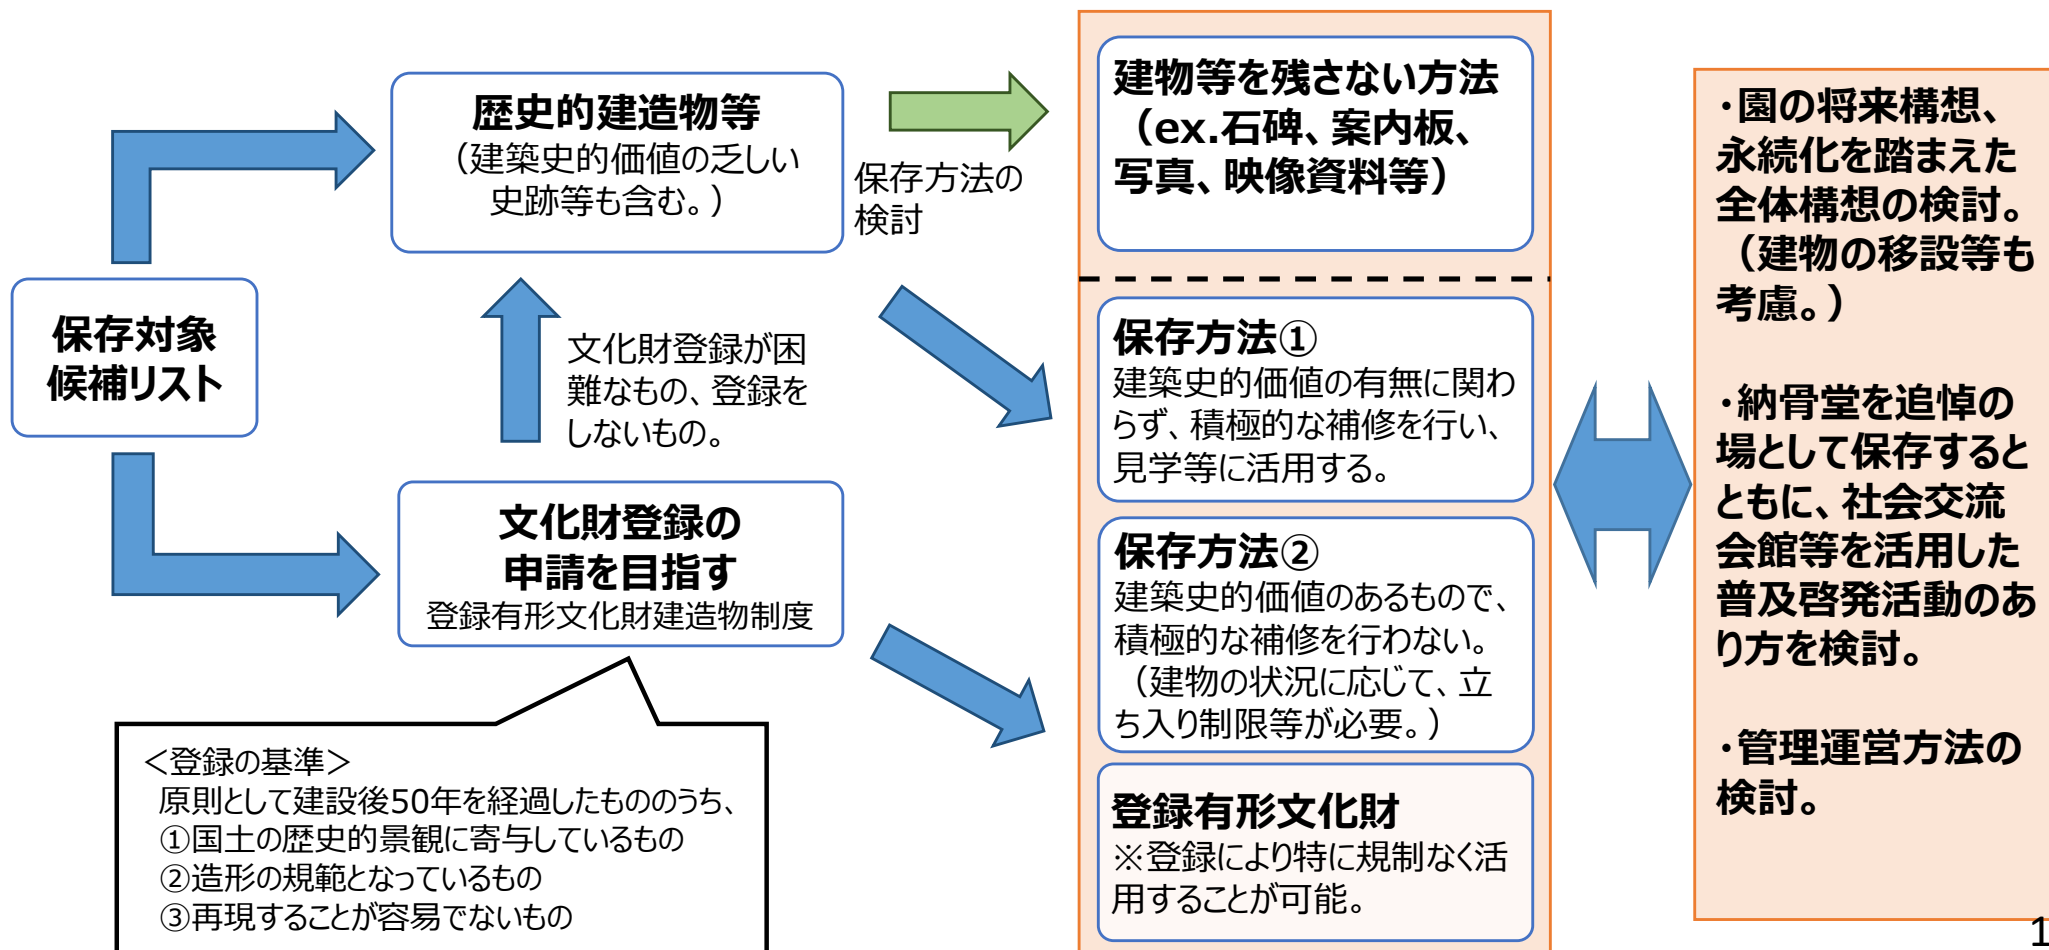 保存対象
候補リスト
歴史的建造物等
（建築史的価値の乏しい
史跡等も含む。）
文化財登録が困
難なもの、登録を
しないもの。
文化財登録の
申請を目指す
登録有形文化財建造物制度
＜登録の基準＞
原則として建設後50年を経過したもののうち、
①国土の歴史的景観に寄与しているもの
②造形の規範となっているもの
③再現することが容易でないもの
保存方法の
検討
建物等を残さない方法
（ex.石碑、案内板、
写真、映像資料等）
保存方法①
建築史的価値の有無に関わ
らず、積極的な補修を行い、
見学等に活用する。
保存方法②
建築史的価値のあるもので、
積極的な補修を行わない。
（建物の状況に応じて、立
ち入り制限等が必要。）
登録有形文化財
※登録により特に規制なく活
用することが可能。
・園の将来構想、
永続化を踏まえた
全体構想の検討。
（建物の移設等も
考慮。）
・納骨堂を追悼の
場として保存すると
ともに、社会交流
会館等を活用した
普及啓発活動のあ
り方を検討。
・管理運営方法の
検討。
1